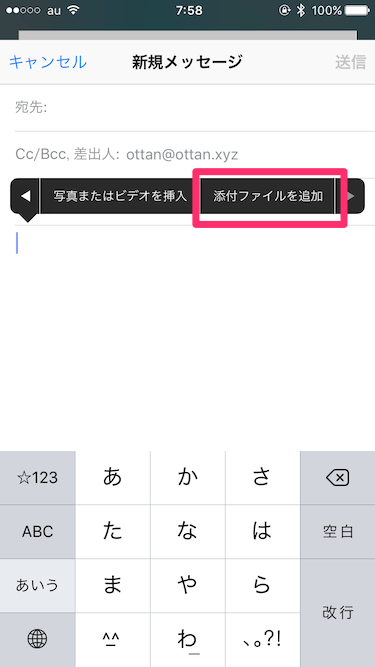 au 7:58 100%
キャンセル 新規メッセージ 送信
宛先:
Cc/Bcc, 差出人: ottan@ottan.xyz
写真またはビデオを挿入 添付ファイルを追加
☆123 あ か さ
ABC た な は 空白
あいう ま や ら 改行
^^ わ 、。?!